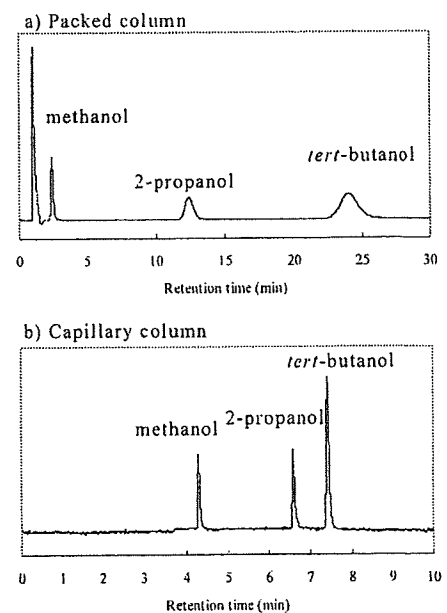 a) Packed column
methanol
2-propanol
tert-butanol
0 5 10 15 20 25 30
Retention time (min)
b) Capillary column
tert-butanol
methanol 2-propanol
0 1 2 3 4 5 6 7 8 9 10
Retention time (min)